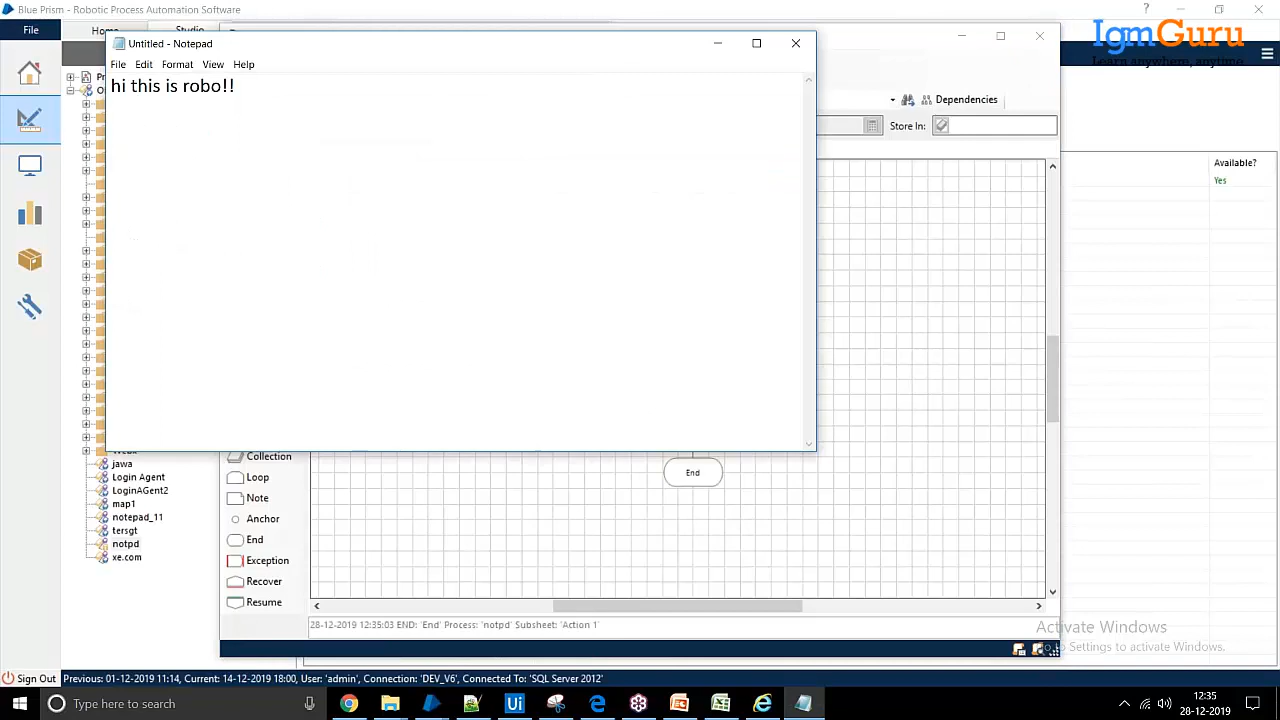 Blue Prism - Robotic Process Automation Software
File
Home
Studio
IgmGuru
Learn anywhere, anytime
Untitled - Notepad
File Edit Format View Help
hi this is robo!!
Dependencies
Store In:
Available?
Yes
jawa
Login Agent
LoginAGent2
map1
notepad_11
tersgt
notpd
xe.com
Collection
Loop
Note
Anchor
End
Exception
Recover
Resume
End
28-12-2019 12:35:03 END: 'End' Process: 'notpd' Subsheet: 'Action 1'
Activate Windows
to Settings to activate Windows.
Sign Out
Previous: 01-12-2019 11:14, Current: 14-12-2019 18:00, User: 'admin', Connection: 'DEV_V6', Connected To: 'SQL Server 2012'
Type here to search
Ui
12:35
28-12-2019